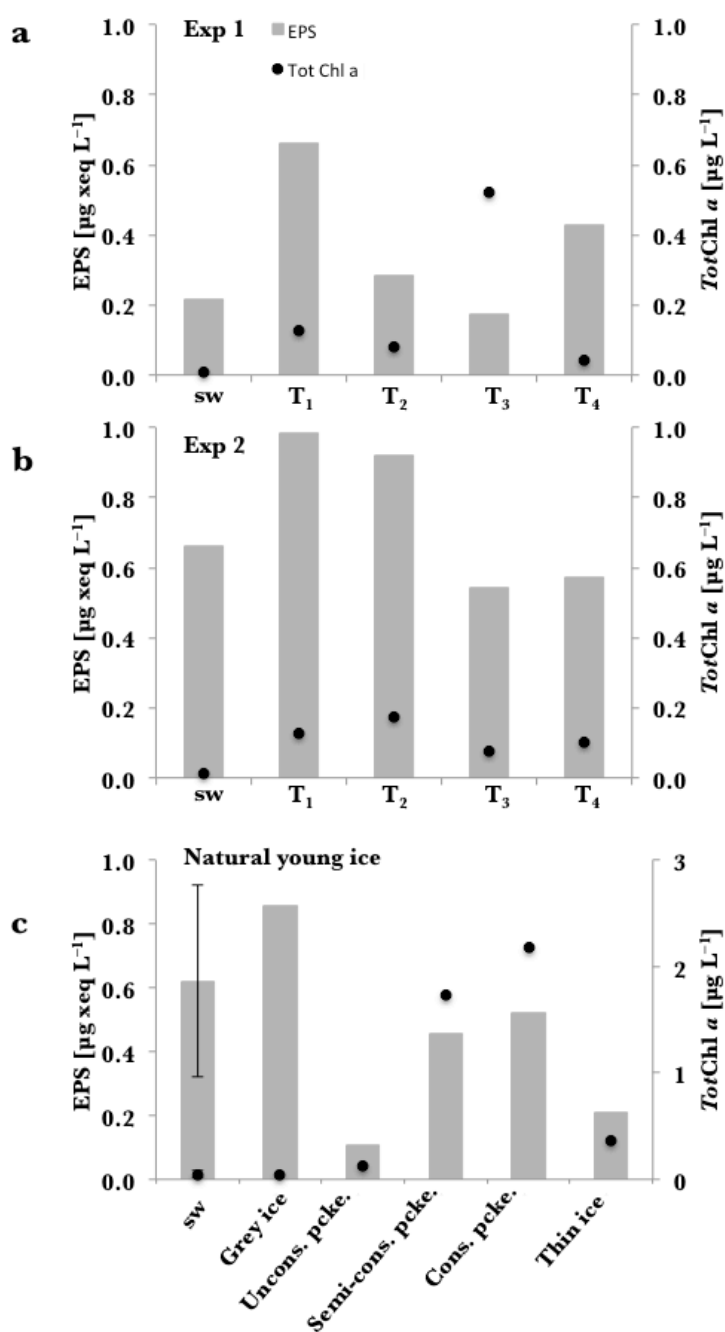 a
Exp 1
EPS
Tot Chl a
EPS [µg xeq L⁻¹]
1.0
0.8
0.6
0.4
0.2
0.0
TotChl a [µg L⁻¹]
1.0
0.8
0.6
0.4
0.2
0.0
sw T₁ T₂ T₃ T₄
b
Exp 2
EPS [µg xeq L⁻¹]
1.0
0.8
0.6
0.4
0.2
0.0
TotChl a [µg L⁻¹]
1.0
0.8
0.6
0.4
0.2
0.0
sw T₁ T₂ T₃ T₄
c
Natural young ice
EPS [µg xeq L⁻¹]
1.0
0.8
0.6
0.4
0.2
0.0
TotChl a [µg L⁻¹]
3
2
1
0
sw
Grey ice
Uncons. pcke.
Semi-cons. pcke.
Cons. pcke.
Thin ice